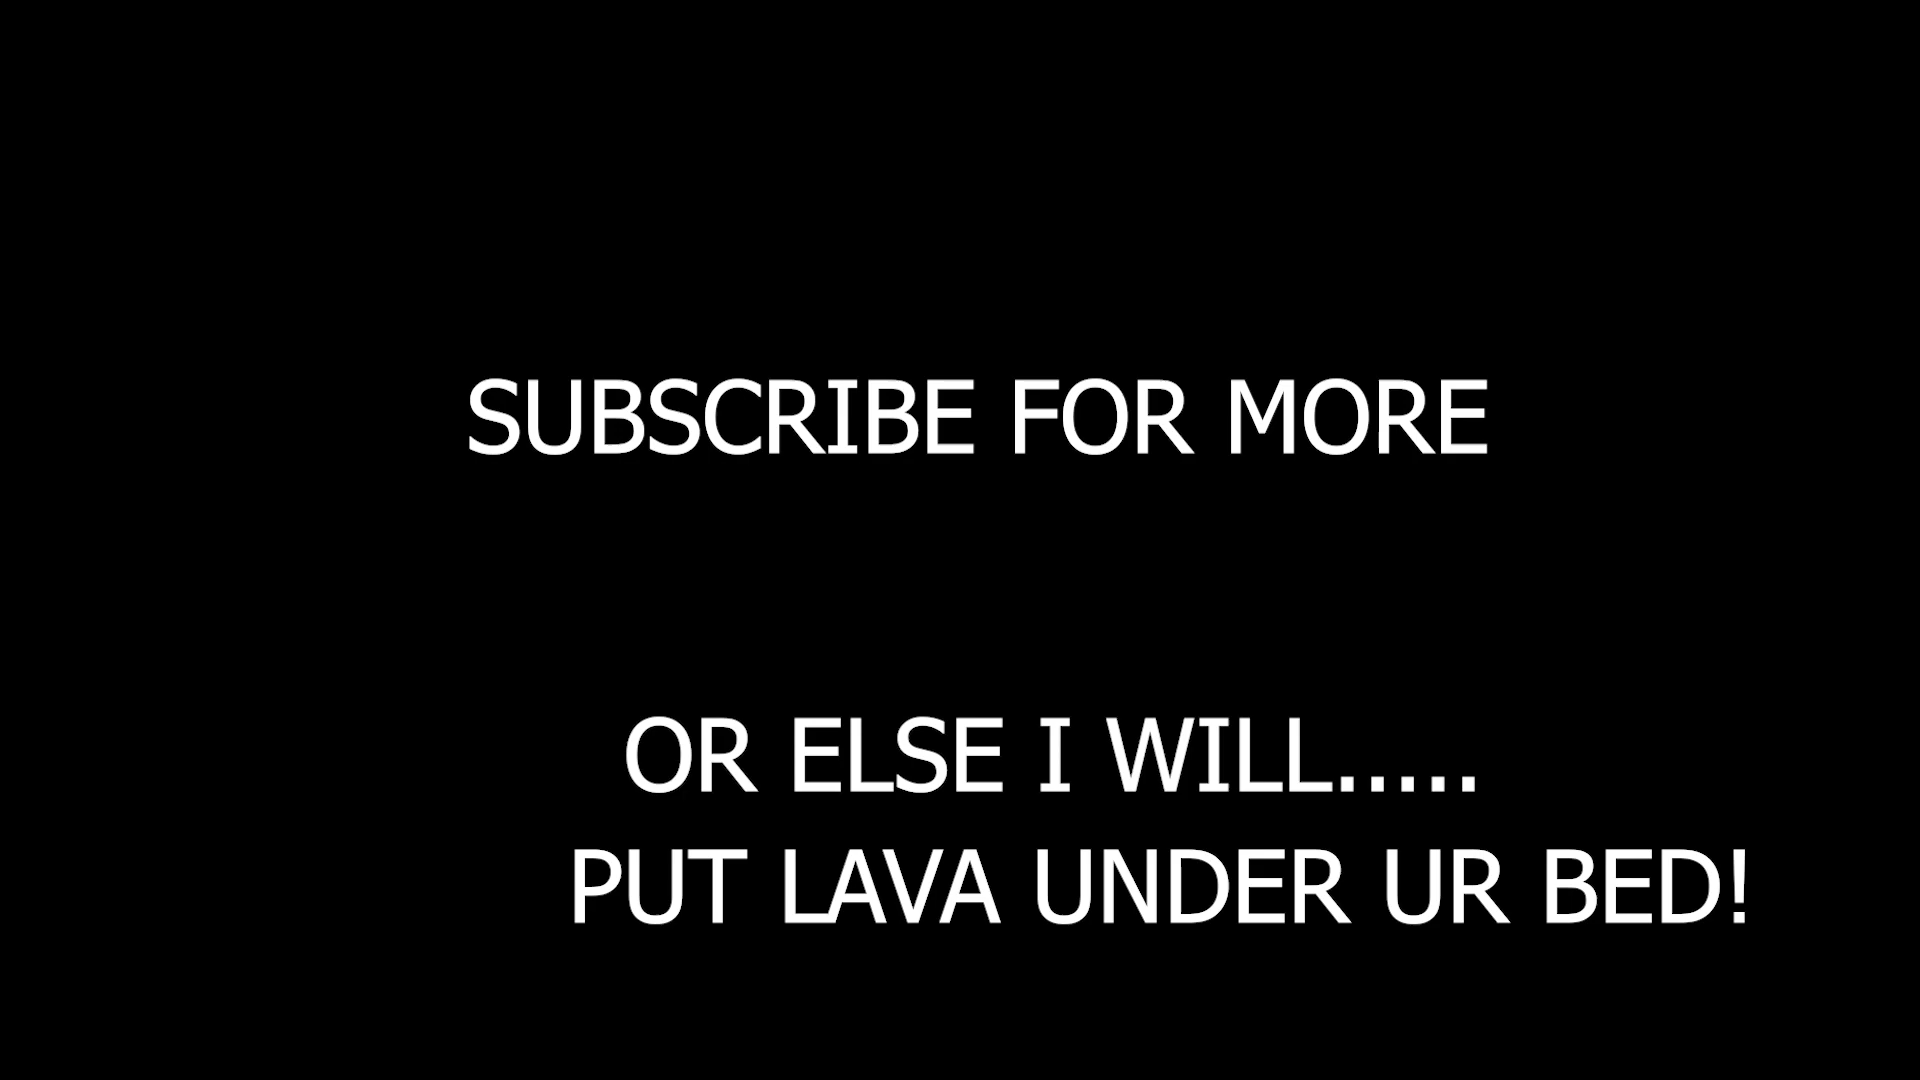 SUBSCRIBE FOR MORE
OR ELSE I WILL.....
PUT LAVA UNDER UR BED!